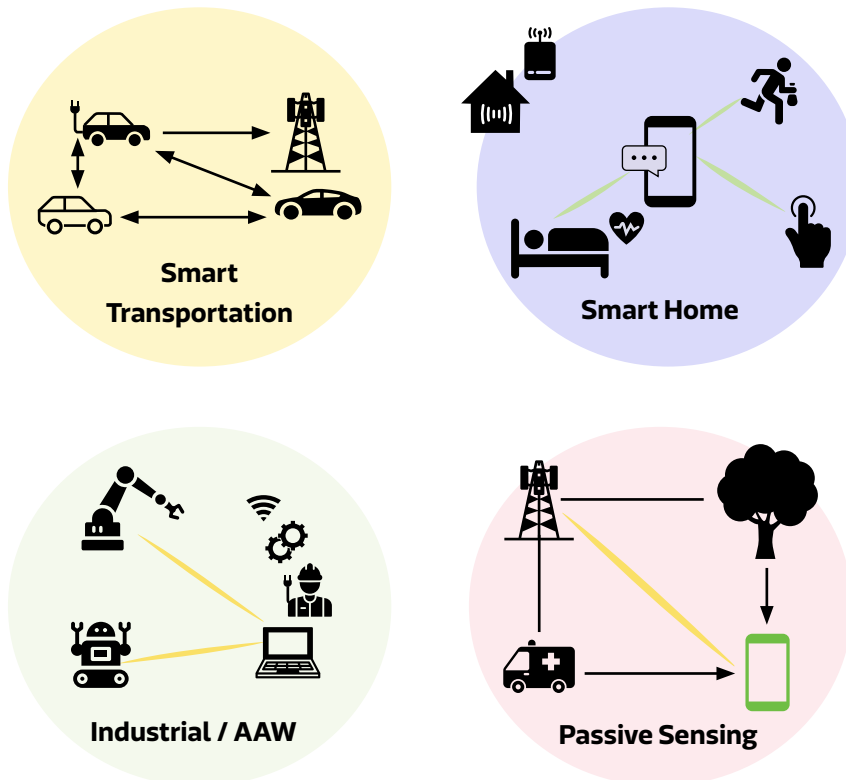 Smart
Transportation
Smart Home
Industrial / AAW
Passive Sensing